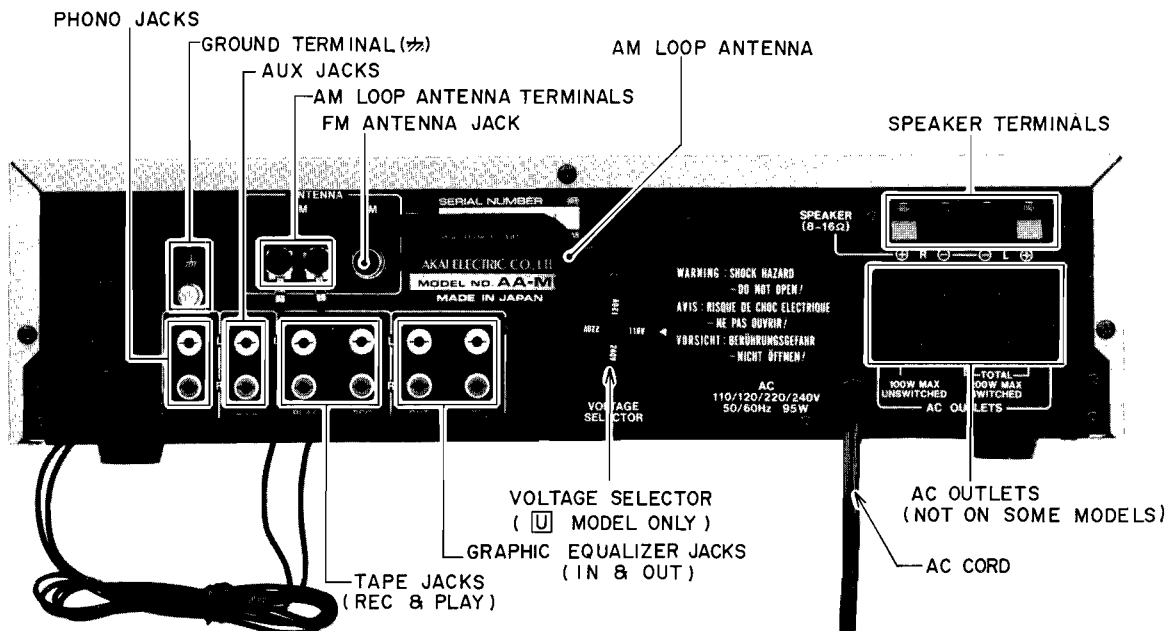 PHONO JACKS
GROUND TERMINAL (⏚)
AUX JACKS
AM LOOP ANTENNA TERMINALS
FM ANTENNA JACK
AM LOOP ANTENNA
SPEAKER TERMINALS
ANTENNA
SERIAL NUMBER
AKAI ELECTRIC CO., LTD
MODEL NO. AA-M
MADE IN JAPAN
SPEAKER
(8-16Ω)
⊕ R ⊖ ⊖ L ⊕
WARNING : SHOCK HAZARD
- DO NOT OPEN!
AVIS : RISQUE DE CHOC ELECTRIQUE
- NE PAS OUVRIR!
VORSICHT : BERÜHRUNGSGEFAHR
- NICHT ÖFFNEN!
120V
220V
110V
240V
VOLTAGE
SELECTOR
AC
110/120/220/240V
50/60Hz 95W
100W MAX
UNSWITCHED
TOTAL
00W MAX
SWITCHED
AC OUTLETS
VOLTAGE SELECTOR
( U MODEL ONLY )
GRAPHIC EQUALIZER JACKS
(IN & OUT)
TAPE JACKS
(REC & PLAY)
AC OUTLETS
(NOT ON SOME MODELS)
AC CORD